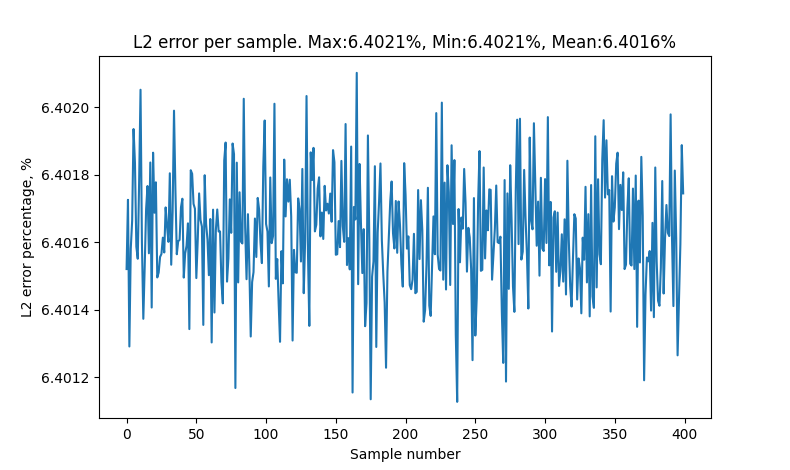 L2 error per sample. Max:6.4021%, Min:6.4021%, Mean:6.4016%
L2 error percentage, %
6.4020
6.4018
6.4016
6.4014
6.4012
0 50 100 150 200 250 300 350 400
Sample number